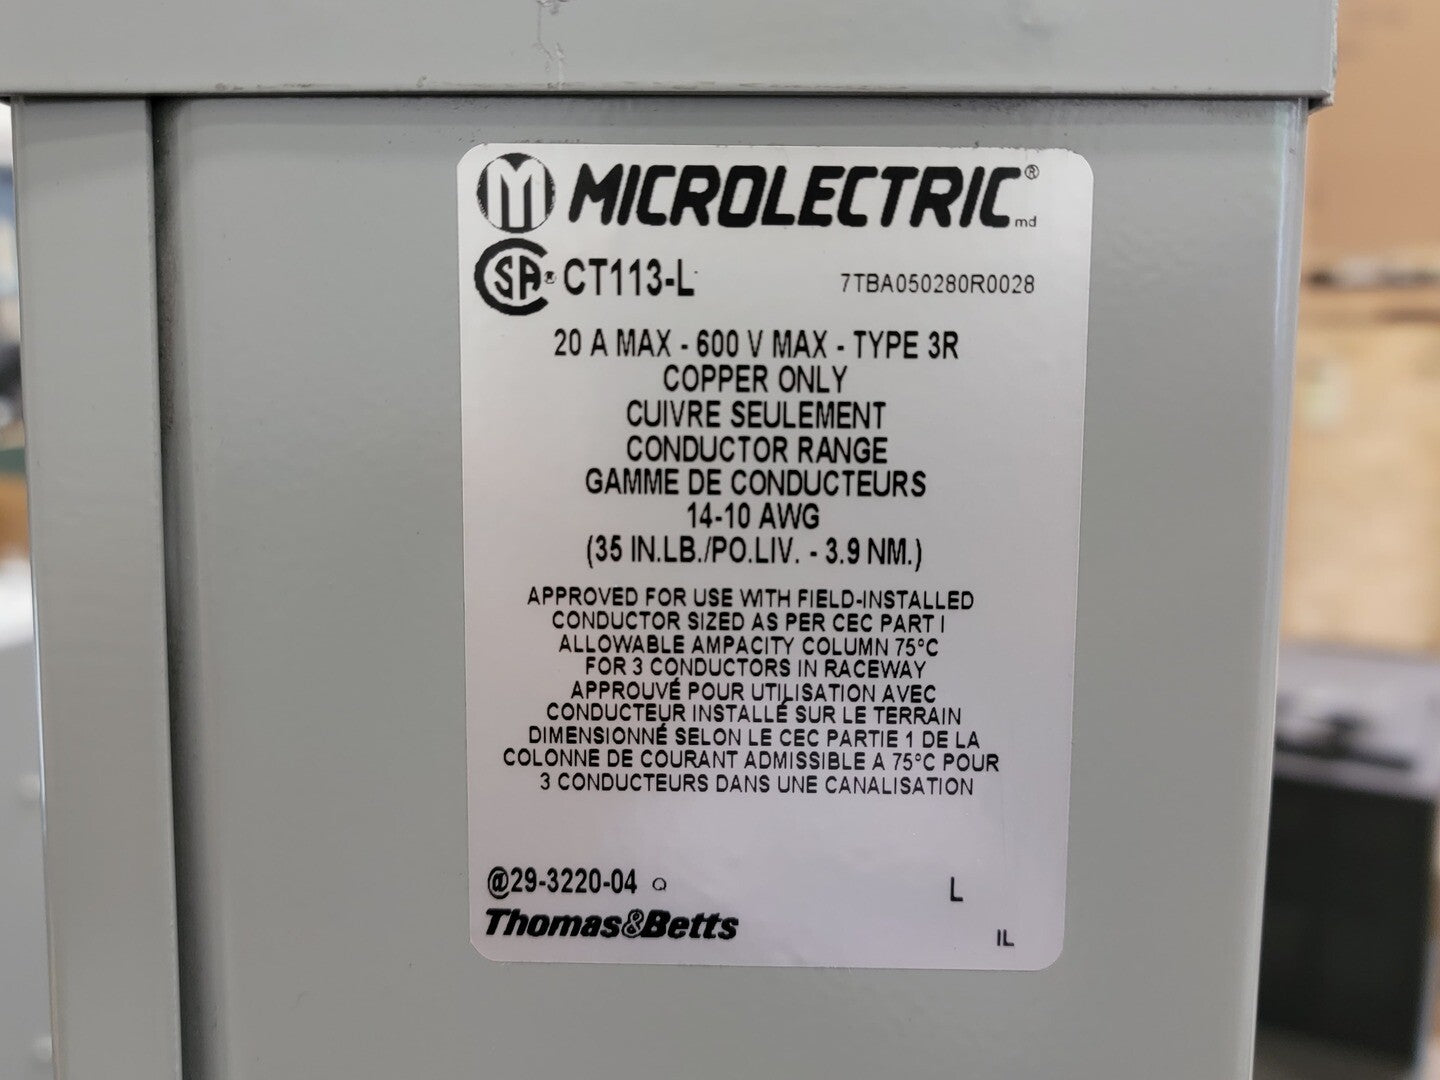 M MICROLECTRIC® md
CSA® CT113-L 7TBA050280R0028
20 A MAX - 600 V MAX - TYPE 3R
COPPER ONLY
CUIVRE SEULEMENT
CONDUCTOR RANGE
GAMME DE CONDUCTEURS
14-10 AWG
(35 IN.LB./PO.LIV. - 3.9 NM.)
APPROVED FOR USE WITH FIELD-INSTALLED
CONDUCTOR SIZED AS PER CEC PART I
ALLOWABLE AMPACITY COLUMN 75°C
FOR 3 CONDUCTORS IN RACEWAY
APPROUVÉ POUR UTILISATION AVEC
CONDUCTEUR INSTALLÉ SUR LE TERRAIN
DIMENSIONNÉ SELON LE CEC PARTIE 1 DE LA
COLONNE DE COURANT ADMISSIBLE A 75°C POUR
3 CONDUCTEURS DANS UNE CANALISATION
@29-3220-04 Q L
Thomas&Betts
IL